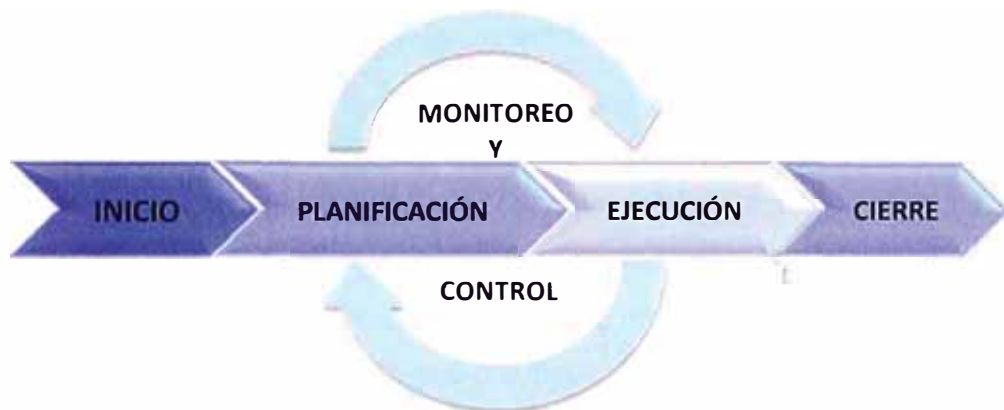 MONITOREO
Y
INICIO
PLANIFICACIÓN
EJECUCIÓN
CIERRE
CONTROL